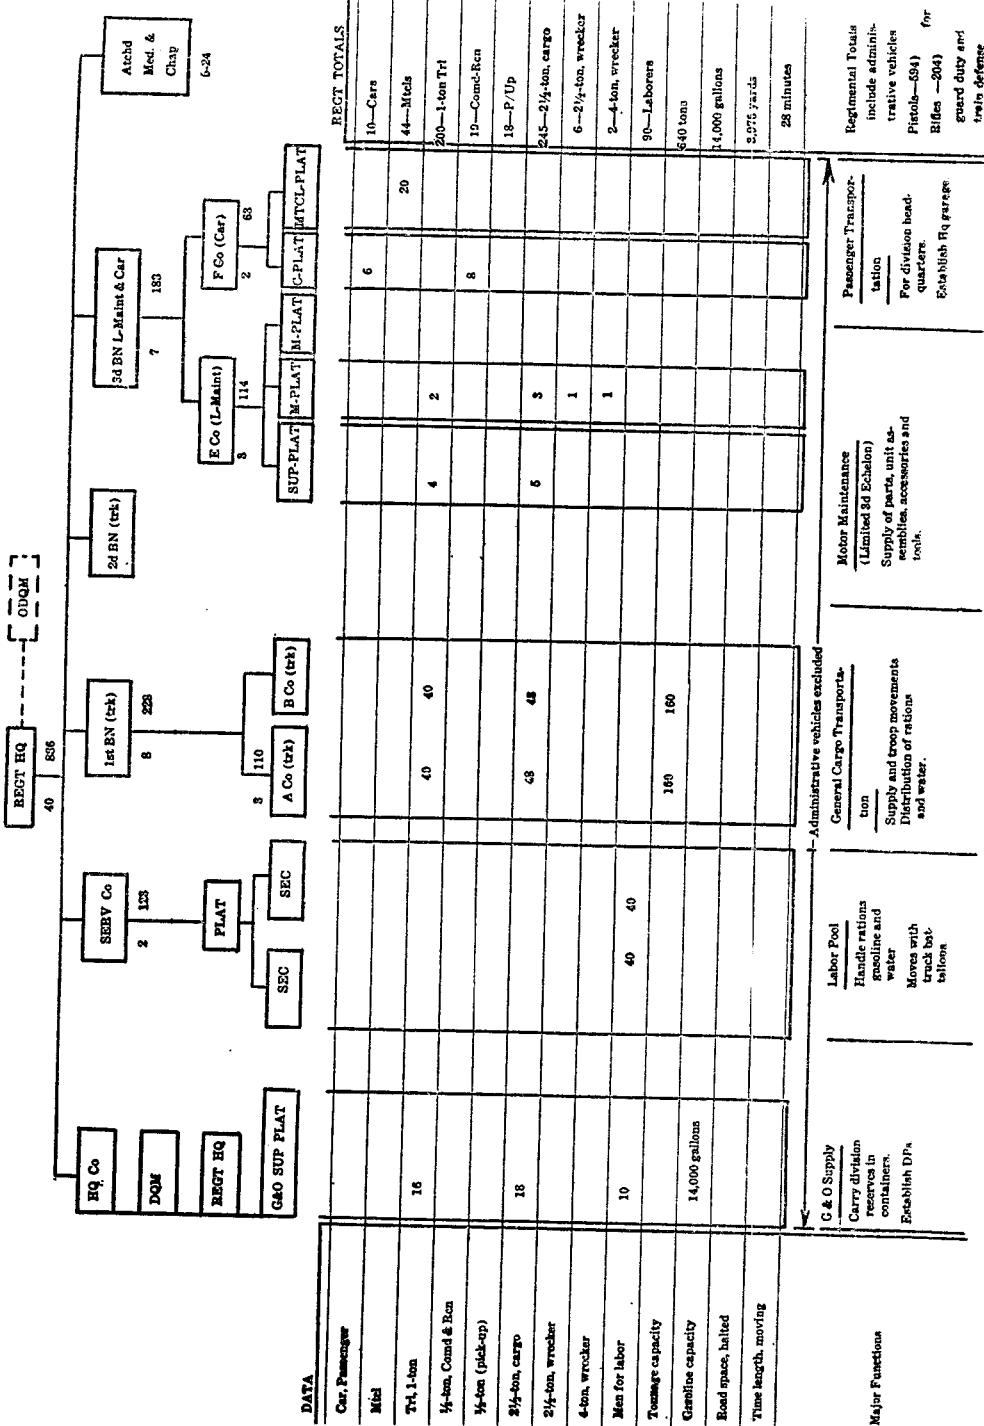 REGT HQ
ODQM
40 836
HQ Co
DQM
REGT HQ
G&O SUP PLAT
SERV Co
2 123
PLAT
SEC
SEC
1st BN (trk)
8 228
3 110
A Co (trk)
B Co (trk)
2d BN (trk)
3d BN L-Maint & Car
7 183
E Co (L-Maint)
3 114
SUP-PLAT
M-PLAT
M-PLAT
F Co (Car)
2 63
C-PLAT
MTCL-PLAT
Atchd
Med. &
Chap
6-24
DATA
REGT TOTALS
Car, Passenger 6 10—Cars
Mtcl 20 44—Mtcls
Trl, 1-ton 16 40 40 4 2 200—1-ton Trl
½-ton, Comd & Rcn 8 19—Comd-Rcn
½-ton (pick-up) 18—P/Up
2½-ton, cargo 18 48 48 5 3 245—2½-ton, cargo
2½-ton, wrecker 1 6—2½-ton, wrecker
4-ton, wrecker 1 2—4-ton, wrecker
Men for labor 10 40 40 90—Laborers
Tonnage capacity 160 160 640 tons
Gasoline capacity 14,000 gallons 14,000 gallons
Road space, halted yards
Time length, moving 28 minutes
Administrative vehicles excluded
Major Functions
G & O Supply
Carry division
reserves in
containers.
Establish DPs
Labor Pool
Handle rations
gasoline and
water
Moves with
truck bat-
talions
General Cargo Transporta-
tion
Supply and troop movements
Distribution of rations
and water.
Motor Maintenance
(Limited 3d Echelon)
Supply of parts, unit as-
semblies, accessories and
tools.
Passenger Transpor-
tation
For division head-
quarters.
Establish Hq garage
Regimental Totals
include adminis-
trative vehicles
Pistols—594) for
Rifles —204)
guard duty and
train defense